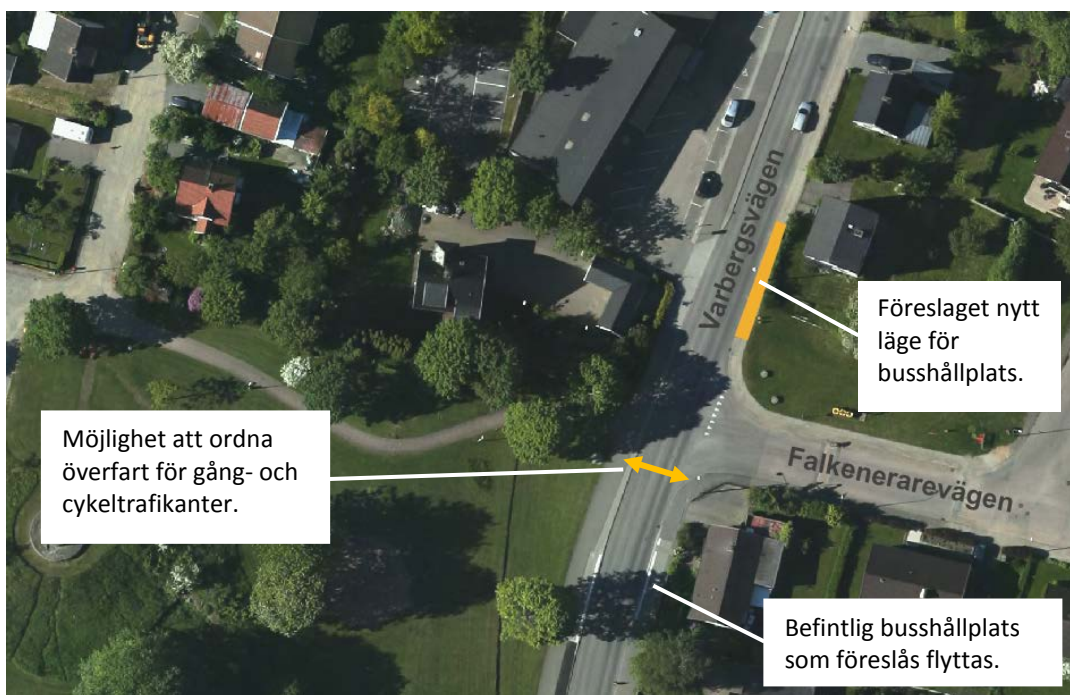 Varbergsvägen
Föreslaget nytt
läge för
busshållplats.
Möjlighet att ordna
överfart för gång- och
cykeltrafikanter.
Falkenerarevägen
Befintlig busshållplats
som föreslås flyttas.